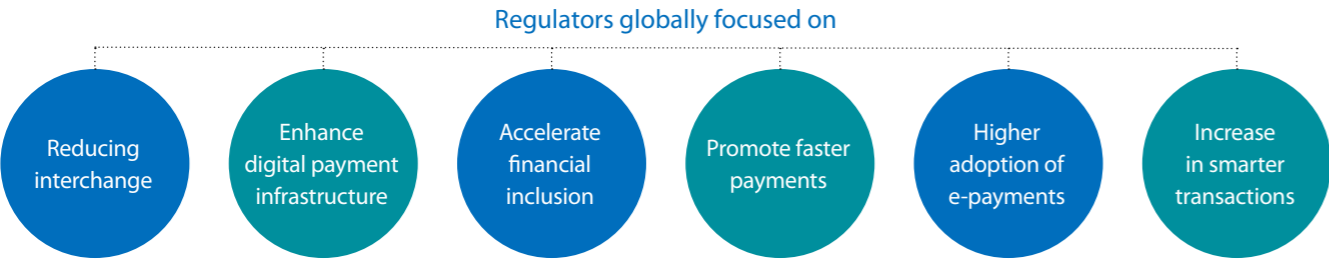 Regulators globally focused on
Reducing
interchange
Enhance
digital payment
infrastructure
Accelerate
financial
inclusion
Promote faster
payments
Higher
adoption of
e-payments
Increase
in smarter
transactions